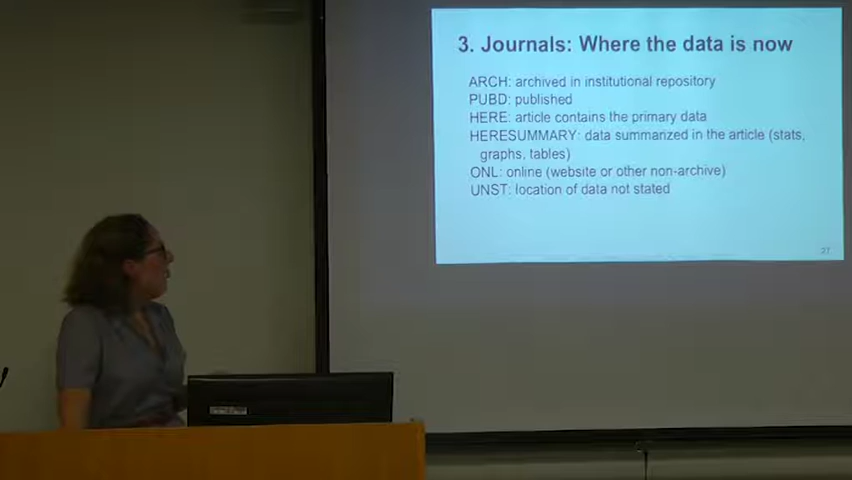 3. Journals: Where the data is now
ARCH: archived in institutional repository
PUBD: published
HERE: article contains the primary data
HERESUMMARY: data summarized in the article (stats,
graphs, tables)
ONL: online (website or other non-archive)
UNST: location of data not stated
27